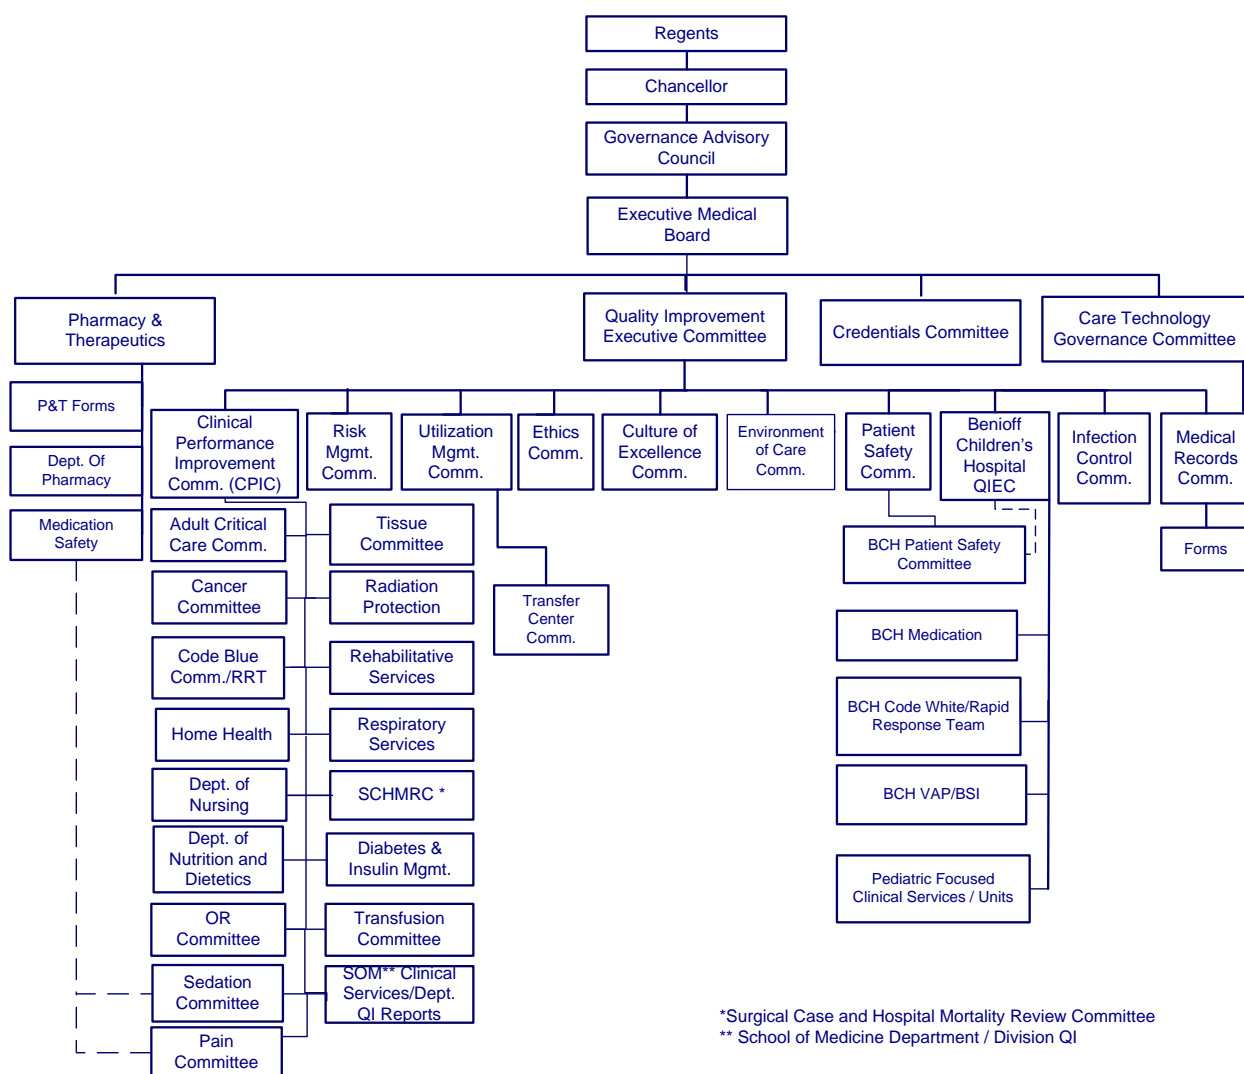 Regents
Chancellor
Governance Advisory
Council
Executive Medical
Board
Pharmacy &
Therapeutics
Quality Improvement
Executive Committee
Credentials Committee
Care Technology
Governance Committee
P&T Forms
Dept. Of
Pharmacy
Medication
Safety
Clinical
Performance
Improvement
Comm. (CPIC)
Risk
Mgmt.
Comm.
Utilization
Mgmt.
Comm.
Ethics
Comm.
Culture of
Excellence
Comm.
Environment
of Care
Comm.
Patient
Safety
Comm.
Benioff
Children's
Hospital
QIEC
Infection
Control
Comm.
Medical
Records
Comm.
Adult Critical
Care Comm.
Tissue
Committee
BCH Patient Safety
Committee
Forms
Cancer
Committee
Radiation
Protection
Transfer
Center
Comm.
Code Blue
Comm./RRT
Rehabilitative
Services
BCH Medication
Home Health
Respiratory
Services
BCH Code White/Rapid
Response Team
Dept. of
Nursing
SCHMRC *
BCH VAP/BSI
Dept. of
Nutrition and
Dietetics
Diabetes &
Insulin Mgmt.
Pediatric Focused
Clinical Services / Units
OR
Committee
Transfusion
Committee
Sedation
Committee
SOM** Clinical
Services/Dept.
QI Reports
Pain
Committee
*Surgical Case and Hospital Mortality Review Committee
** School of Medicine Department / Division QI